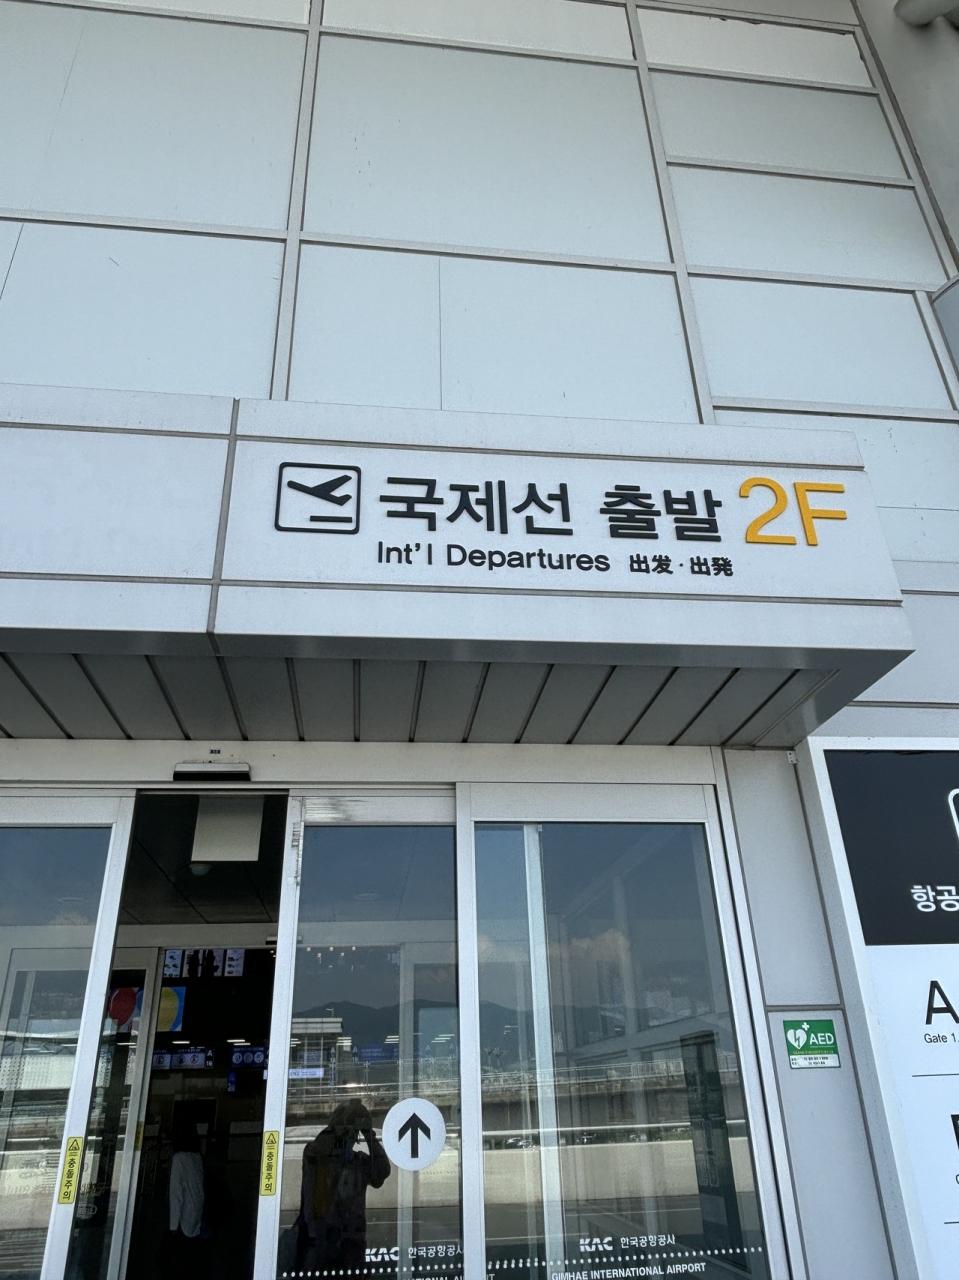 국제선 출발 2F
Int'l Departures 出发·出発
항공
A
Gate 1.
AED
충돌주의
충돌주의
KAC 한국공항공사
KAC 한국공항공사
GIMHAE INTERNATIONAL AIRPORT